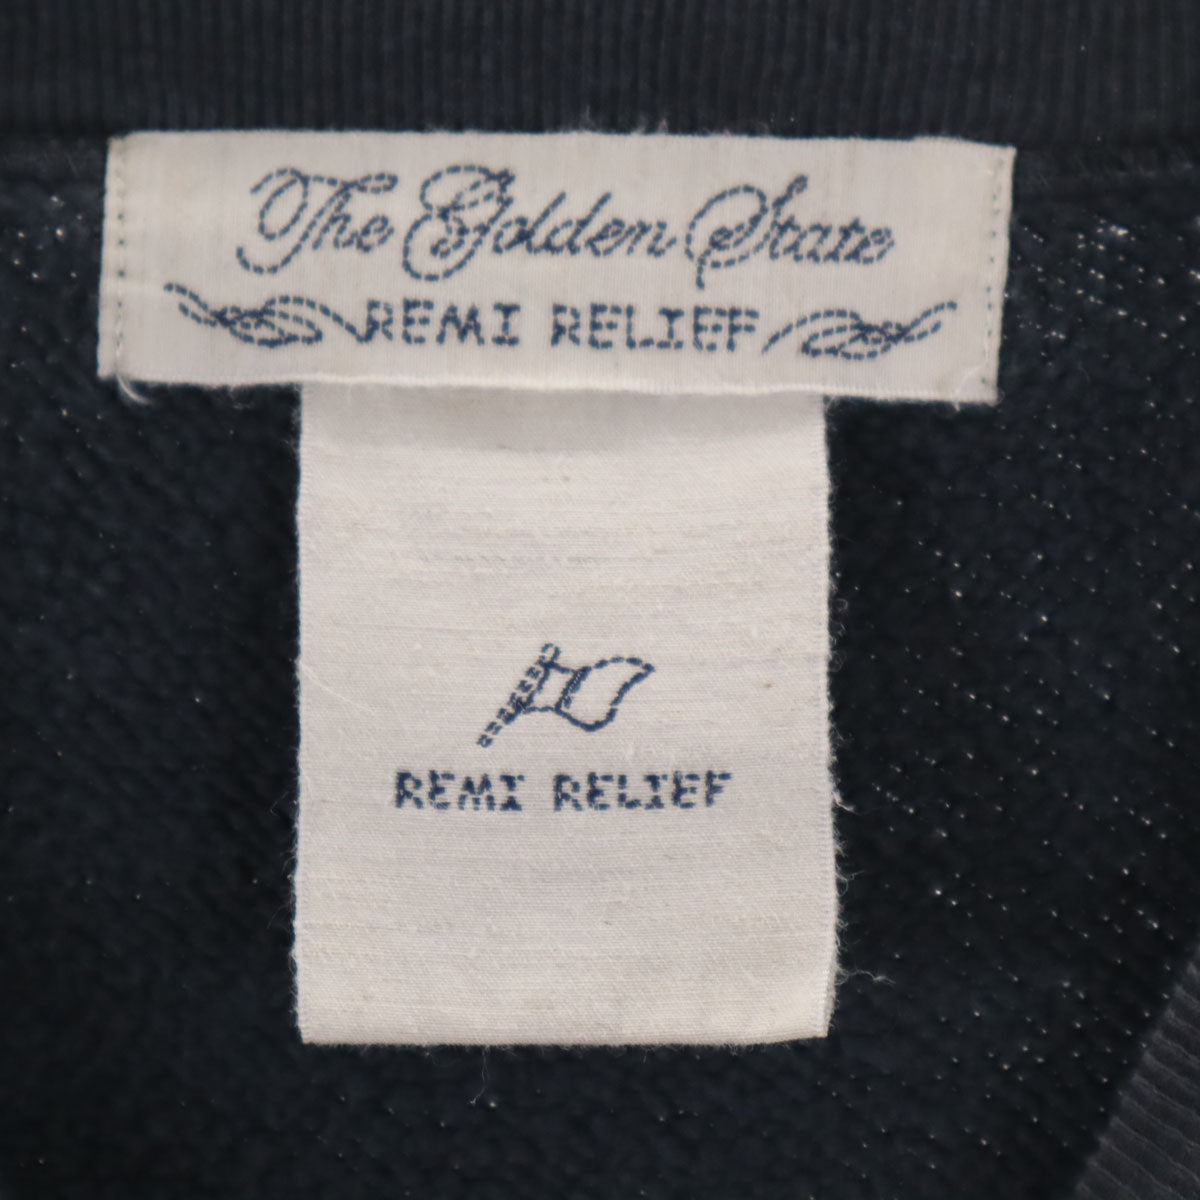 The Golden State
REMI RELIEF
REMI RELIEF